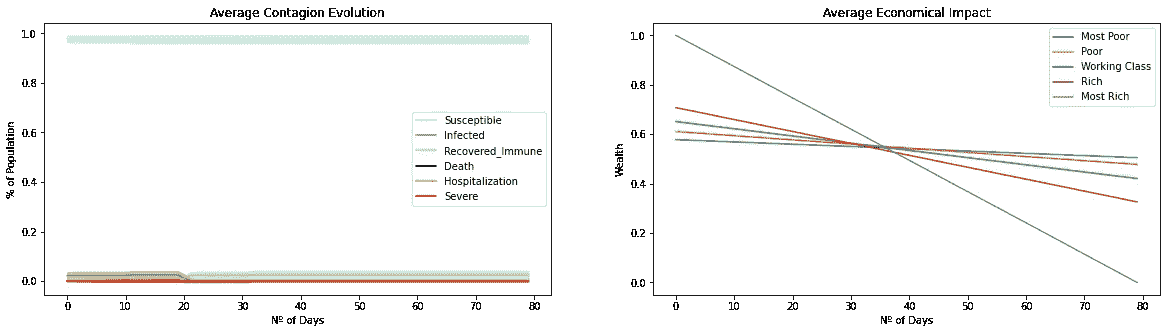 Average Contagion Evolution
% of Population
1.0
0.8
0.6
0.4
0.2
0.0
Susceptible
Infected
Recovered_Immune
Death
Hospitalization
Severe
0 10 20 30 40 50 60 70 80
Nº of Days
Average Economical Impact
Wealth
1.0
0.8
0.6
0.4
0.2
0.0
Most Poor
Poor
Working Class
Rich
Most Rich
0 10 20 30 40 50 60 70 80
Nº of Days